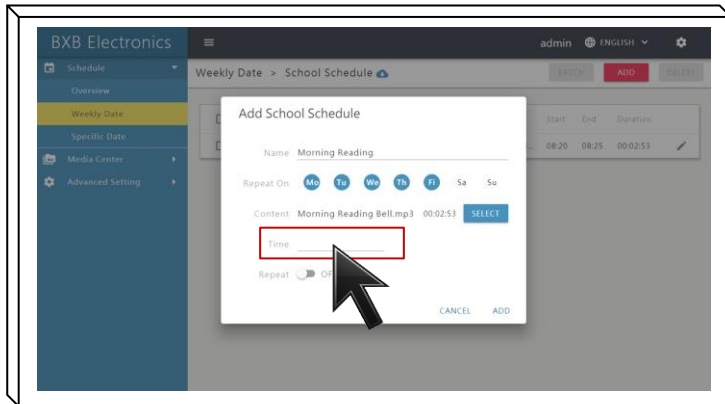 BXB Electronics
admin ENGLISH
Schedule
Weekly Date > School Schedule
BATCH ADD DELETE
Overview
Weekly Date
Specific Date
Media Center
Advanced Setting
Start End Duration
08:20 08:25 00:02:53
Add School Schedule
Name Morning Reading
Repeat On Mo Tu We Th Fi Sa Su
Content Morning Reading Bell.mp3 00:02:53 SELECT
Time
Repeat
CANCEL ADD